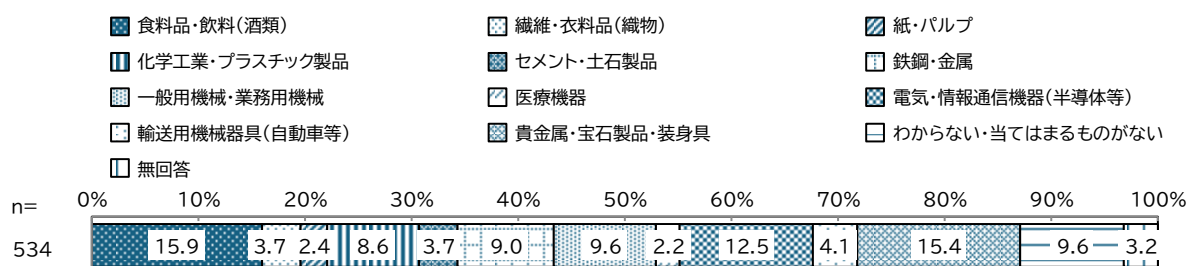 食料品・飲料(酒類) 繊維・衣料品(織物) 紙・パルプ
化学工業・プラスチック製品 セメント・土石製品 鉄鋼・金属
一般用機械・業務用機械 医療機器 電気・情報通信機器(半導体等)
輸送用機械器具(自動車等) 貴金属・宝石製品・装身具 わからない・当てはまるものがない
無回答
n= 0% 10% 20% 30% 40% 50% 60% 70% 80% 90% 100%
534 15.9 3.7 2.4 8.6 3.7 9.0 9.6 2.2 12.5 4.1 15.4 9.6 3.2